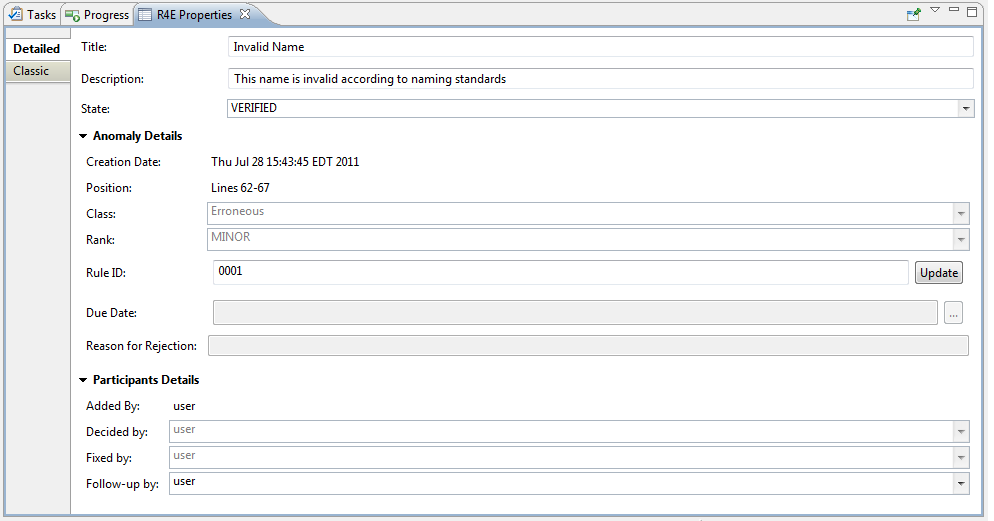 Tasks Progress R4E Properties
Detailed
Classic
Title: Invalid Name
Description: This name is invalid according to naming standards
State: VERIFIED
Anomaly Details
Creation Date: Thu Jul 28 15:43:45 EDT 2011
Position: Lines 62-67
Class: Erroneous
Rank: MINOR
Rule ID: 0001 Update
Due Date: ...
Reason for Rejection:
Participants Details
Added By: user
Decided by: user
Fixed by: user
Follow-up by: user